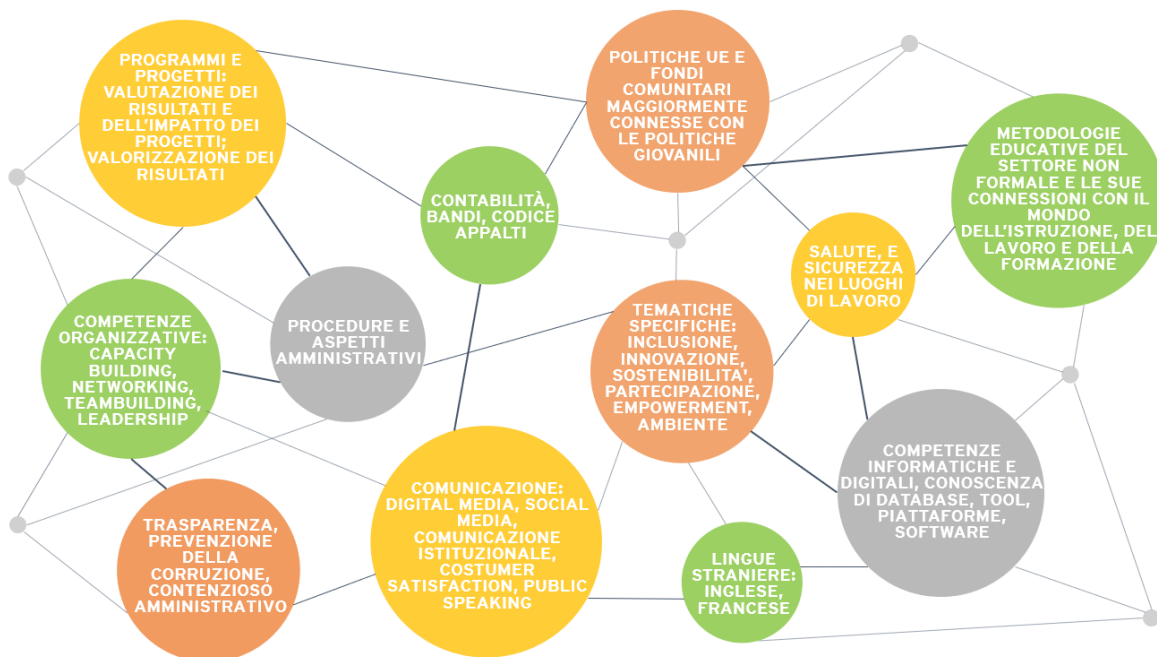 PROGRAMMI E
PROGETTI:
VALUTAZIONE DEI
RISULTATI E
DELL'IMPATTO DEI
PROGETTI;
VALORIZZAZIONE DEI
RISULTATI
POLITICHE UE E
FONDI
COMUNITARI
MAGGIORMENTE
CONNESSE CON
LE POLITICHE
GIOVANILI
METODOLOGIE
EDUCATIVE DEL
SETTORE NON
FORMALE E LE SUE
CONNESSIONI CON IL
MONDO
DELL'ISTRUZIONE, DEL
LAVORO E DELLA
FORMAZIONE
CONTABILITÀ,
BANDI, CODICE
APPALTI
SALUTE, E
SICUREZZA
NEI LUOGHI
DI LAVORO
PROCEDURE E
ASPETTI
AMMINISTRATIVI
COMPETENZE
ORGANIZZATIVE:
CAPACITY
BUILDING,
NETWORKING,
TEAMBUILDING,
LEADERSHIP
TEMATICHE
SPECIFICHE:
INCLUSIONE,
INNOVAZIONE,
SOSTENIBILITA',
PARTECIPAZIONE,
EMPOWERMENT,
AMBIENTE
COMPETENZE
INFORMATICHE E
DIGITALI, CONOSCENZA
DI DATABASE, TOOL,
PIATTAFORME,
SOFTWARE
COMUNICAZIONE:
DIGITAL MEDIA, SOCIAL
MEDIA,
COMUNICAZIONE
ISTITUZIONALE,
COSTUMER
SATISFACTION, PUBLIC
SPEAKING
TRASPARENZA,
PREVENZIONE
DELLA
CORRUZIONE,
CONTENZIOSO
AMMINISTRATIVO
LINGUE
STRANIERE:
INGLESE,
FRANCESE